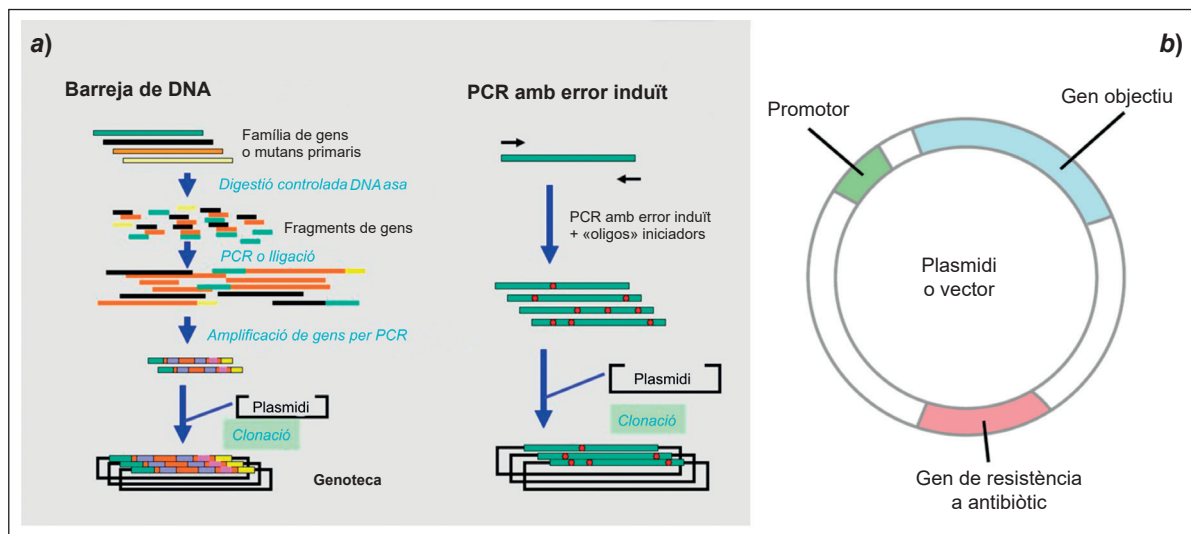 a)
Barreja de DNA
Família de gens
o mutans primaris
Digestió controlada DNAasa
Fragments de gens
PCR o lligació
Amplificació de gens per PCR
Plasmidi
Clonació
Genoteca
PCR amb error induït
PCR amb error induït
+ «oligos» iniciadors
Plasmidi
Clonació
b)
Promotor
Gen objectiu
Plasmidi
o vector
Gen de resistència
a antibiòtic